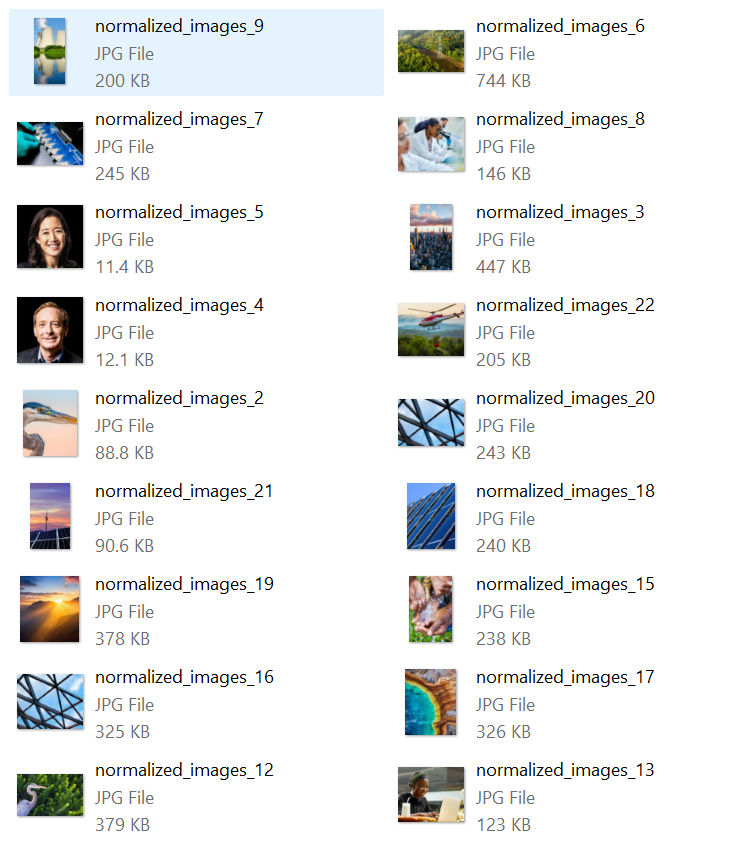 normalized_images_9
JPG File
200 KB
normalized_images_6
JPG File
744 KB
normalized_images_7
JPG File
245 KB
normalized_images_8
JPG File
146 KB
normalized_images_5
JPG File
11.4 KB
normalized_images_3
JPG File
447 KB
normalized_images_4
JPG File
12.1 KB
normalized_images_22
JPG File
205 KB
normalized_images_2
JPG File
88.8 KB
normalized_images_20
JPG File
243 KB
normalized_images_21
JPG File
90.6 KB
normalized_images_18
JPG File
240 KB
normalized_images_19
JPG File
378 KB
normalized_images_15
JPG File
238 KB
normalized_images_16
JPG File
325 KB
normalized_images_17
JPG File
326 KB
normalized_images_12
JPG File
379 KB
normalized_images_13
JPG File
123 KB